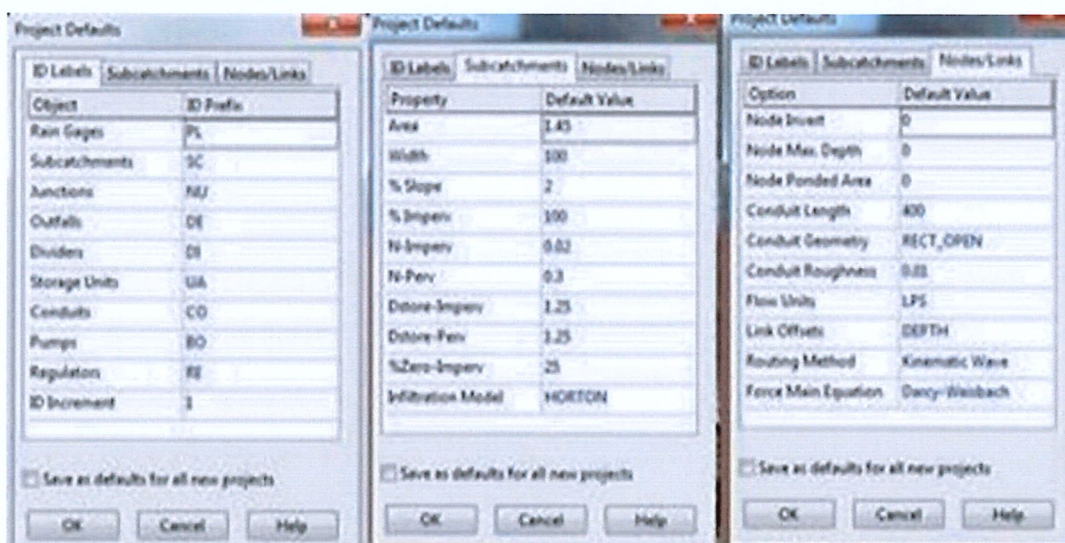 Project Defaults
ID Labels Subcatchments Nodes/Links
Object ID Prefix
Rain Gages PL
Subcatchments SC
Junctions NU
Outfalls DE
Dividers DI
Storage Units UA
Conduits CO
Pumps BO
Regulators RE
ID Increment 1
Save as defaults for all new projects
OK Cancel Help
Project Defaults
ID Labels Subcatchments Nodes/Links
Property Default Value
Area 1.45
Width 100
% Slope 2
% Imperv 100
N-Imperv 0.02
N-Perv 0.3
Dstore-Imperv 1.25
Dstore-Perv 1.25
%Zero-Imperv 25
Infiltration Model HORTON
Save as defaults for all new projects
OK Cancel Help
Project Defaults
ID Labels Subcatchments Nodes/Links
Option Default Value
Node Invert 0
Node Max. Depth 0
Node Ponded Area 0
Conduit Length 400
Conduit Geometry RECT_OPEN
Conduit Roughness 0.01
Flow Units LPS
Link Offsets DEPTH
Routing Method Kinematic Wave
Force Main Equation Darcy-Weisbach
Save as defaults for all new projects
OK Cancel Help